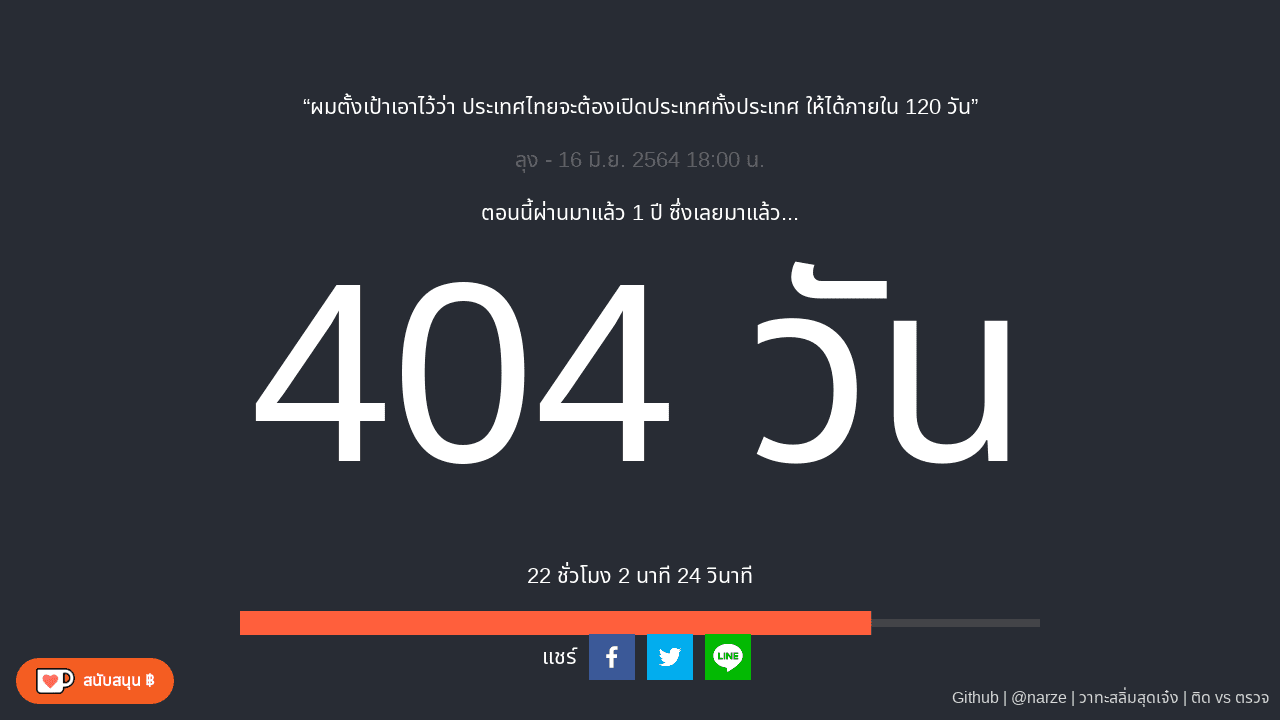 “ผมตั้งเป้าเอาไว้ว่า ประเทศไทยจะต้องเปิดประเทศทั้งประเทศ ให้ได้ภายใน 120 วัน”
ลุง - 16 มิ.ย. 2564 18:00 น.
ตอนนี้ผ่านมาแล้ว 1 ปี ซึ่งเลยมาแล้ว...
404 วัน
22 ชั่วโมง 2 นาที 24 วินาที
แชร์
LINE
สนับสนุน ฿
Github | @narze | วาทะสลิ่มสุดเจ๋ง | ติด vs ตรวจ